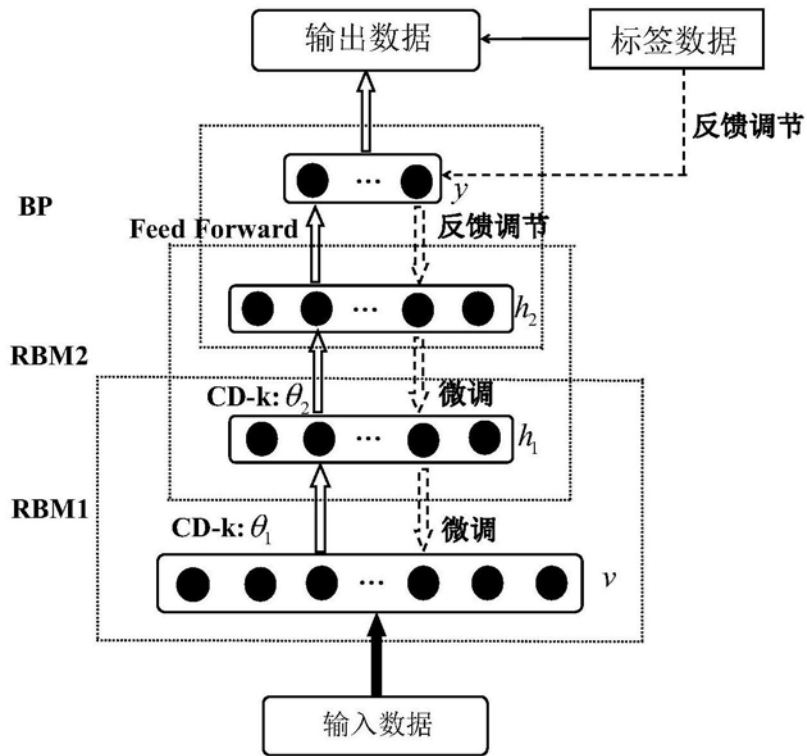 输出数据
标签数据
反馈调节
... y
BP
Feed Forward
反馈调节
... h₂
RBM2
CD-k: θ₂
微调
... h₁
RBM1
CD-k: θ₁
微调
... v
输入数据